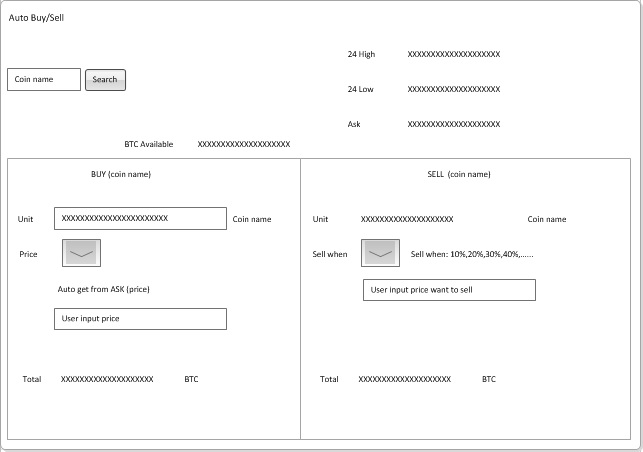 Auto Buy/Sell
24 High XXXXXXXXXXXXXXXXXXXX
Coin name Search
24 Low XXXXXXXXXXXXXXXXXXXX
Ask XXXXXXXXXXXXXXXXXXXX
BTC Available XXXXXXXXXXXXXXXXXXXX
BUY (coin name)
Unit XXXXXXXXXXXXXXXXXXXXXXX Coin name
Price
Auto get from ASK (price)
User input price
Total XXXXXXXXXXXXXXXXXXXX BTC
SELL (coin name)
Unit XXXXXXXXXXXXXXXXXXXX Coin name
Sell when Sell when: 10%,20%,30%,40%,......
User input price want to sell
Total XXXXXXXXXXXXXXXXXXXX BTC